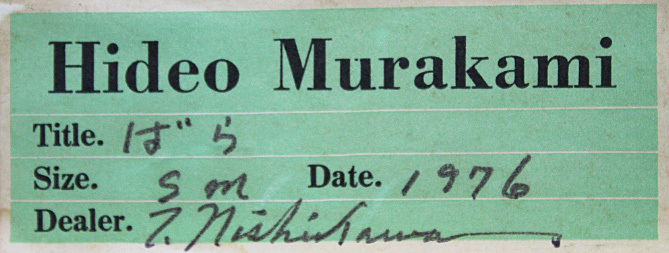 Hideo Murakami
Title. ばら
Size. S M Date. 1976
Dealer. T. Nishikawa